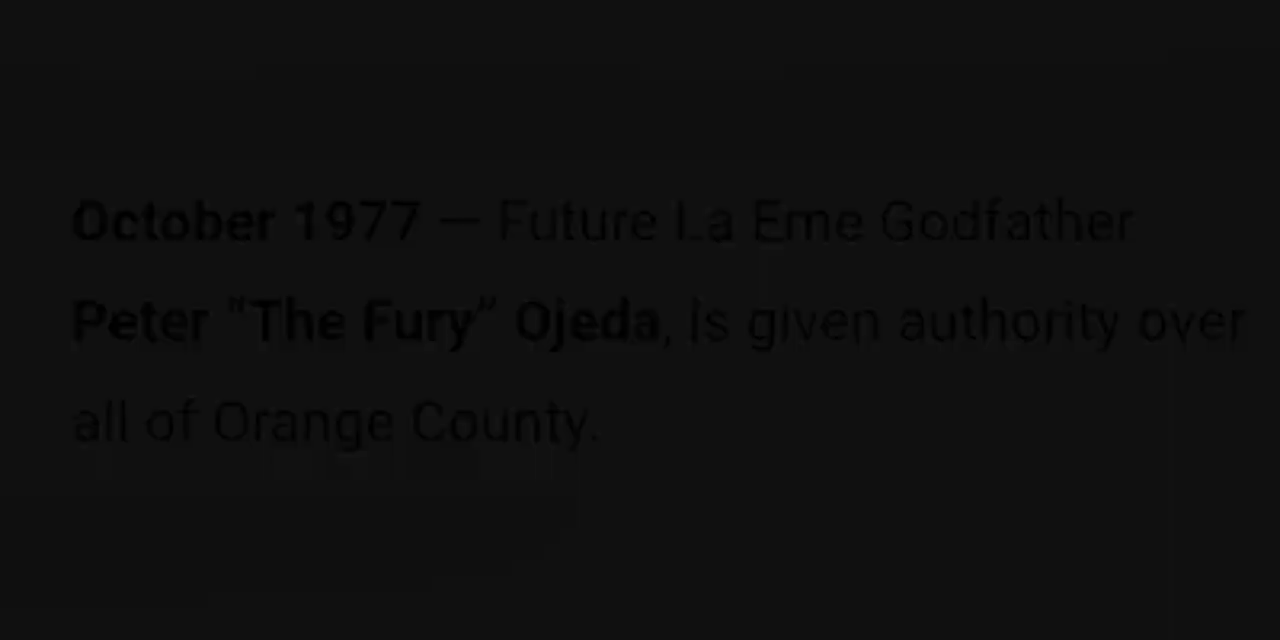 October 1977 — Future La Eme Godfather
Peter “The Fury” Ojeda, is given authority over
all of Orange County.